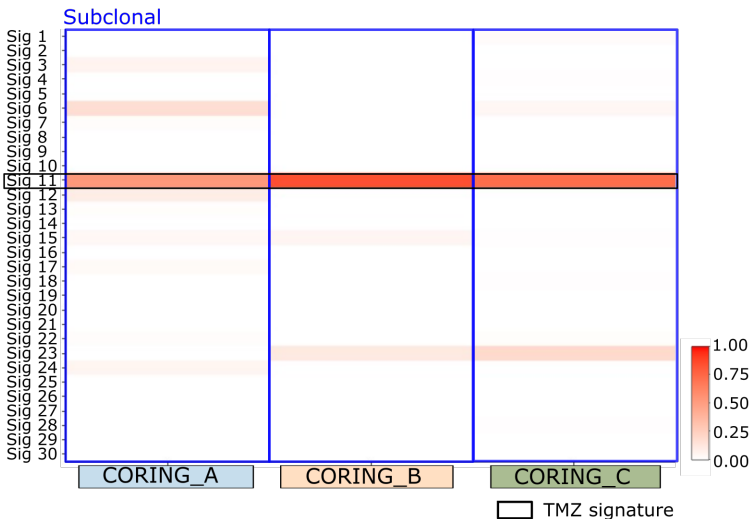 Subclonal
Sig 1
Sig 2
Sig 3
Sig 4
Sig 5
Sig 6
Sig 7
Sig 8
Sig 9
Sig 10
Sig 11
Sig 12
Sig 13
Sig 14
Sig 15
Sig 16
Sig 17
Sig 18
Sig 19
Sig 20
Sig 21
Sig 22
Sig 23
Sig 24
Sig 25
Sig 26
Sig 27
Sig 28
Sig 29
Sig 30
1.00
0.75
0.50
0.25
0.00
CORING_A CORING_B CORING_C
TMZ signature